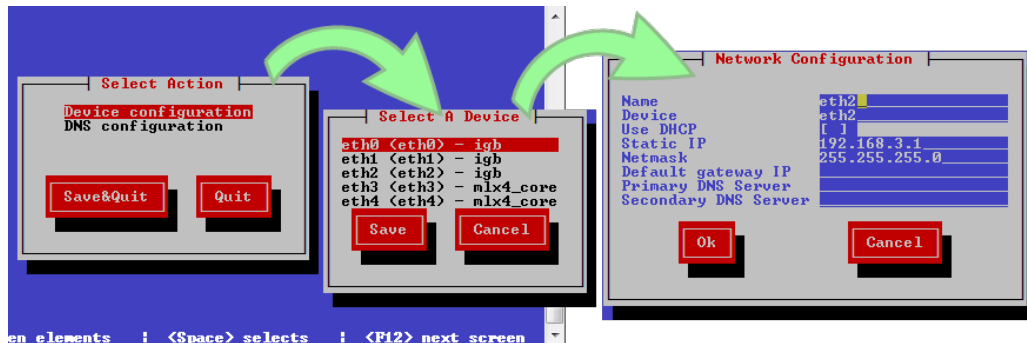 Select Action
Device configuration
DNS configuration
Save&Quit
Quit
Select A Device
eth0 (eth0) - igb
eth1 (eth1) - igb
eth2 (eth2) - igb
eth3 (eth3) - mlx4_core
eth4 (eth4) - mlx4_core
Save
Cancel
Network Configuration
Name eth2_
Device eth2
Use DHCP [ ]
Static IP 192.168.3.1
Netmask 255.255.255.0
Default gateway IP
Primary DNS Server
Secondary DNS Server
Ok
Cancel
en elements | <Space> selects | <F12> next screen